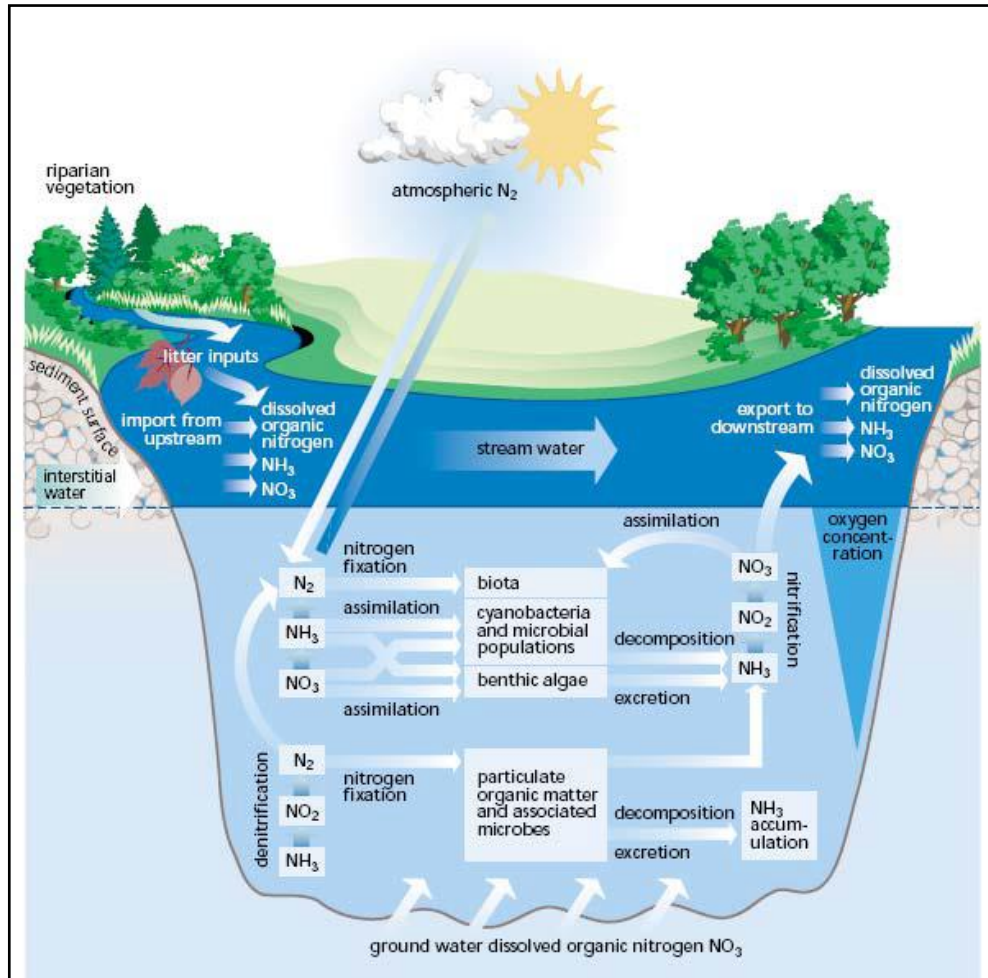 riparian
vegetation
atmospheric N₂
litter inputs
sediment surface
import from
upstream
dissolved
organic
nitrogen
NH₃
NO₃
interstitial
water
stream water
export to
downstream
dissolved
organic
nitrogen
NH₃
NO₃
oxygen
concent-
ration
nitrogen
fixation
assimilation
N₂
NH₃
NO₃
assimilation
biota
cyanobacteria
and microbial
populations
benthic algae
decomposition
excretion
assimilation
NO₃
NO₂
NH₃
nitrification
denitrification
N₂
NO₂
NH₃
nitrogen
fixation
particulate
organic matter
and associated
microbes
decomposition
excretion
NH₃
accum-
ulation
ground water dissolved organic nitrogen NO₃